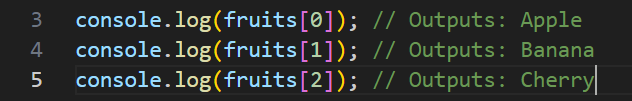 3 console.log(fruits[0]); // Outputs: Apple
4 console.log(fruits[1]); // Outputs: Banana
5 console.log(fruits[2]); // Outputs: Cherry